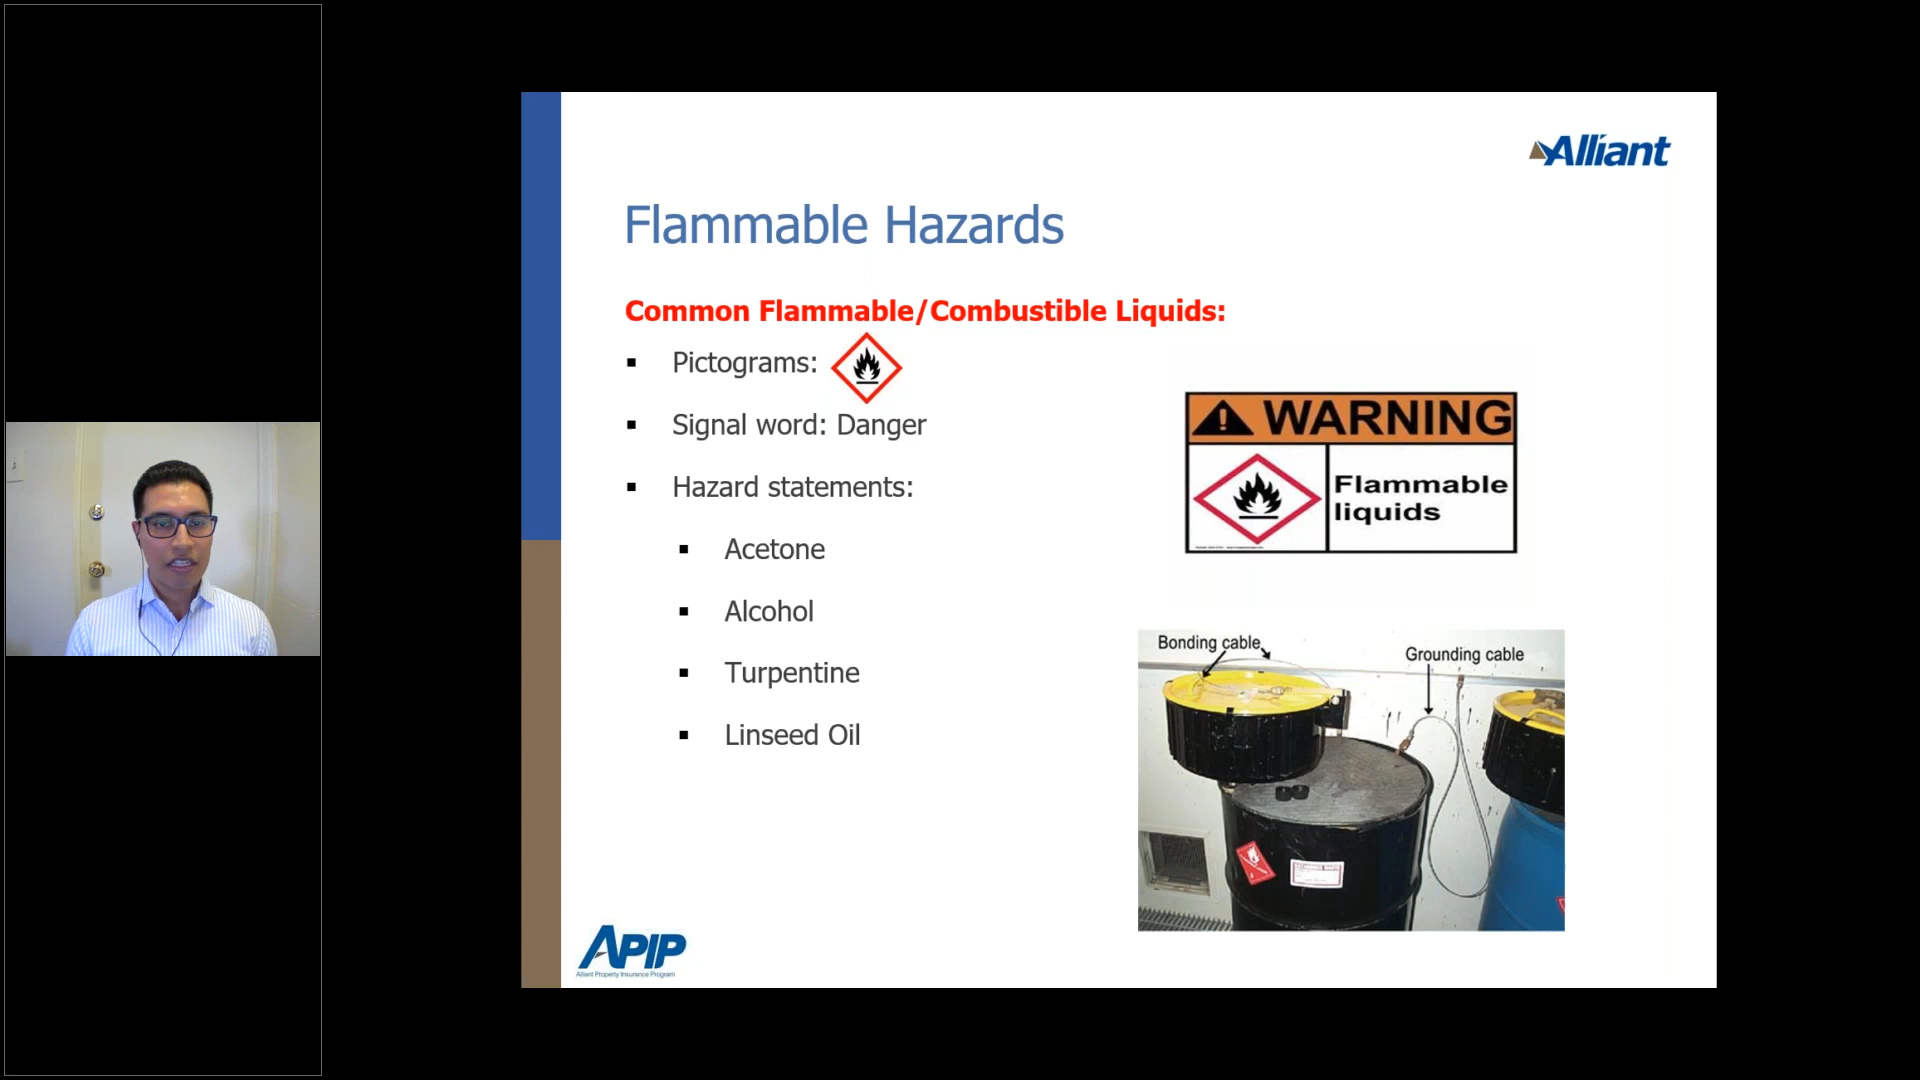 Alliant
Flammable Hazards
Common Flammable/Combustible Liquids:
Pictograms:
Signal word: Danger
Hazard statements:
Acetone
Alcohol
Turpentine
Linseed Oil
WARNING
Flammable
liquids
Bonding cable
Grounding cable
APIP
Alliant Property Insurance Program